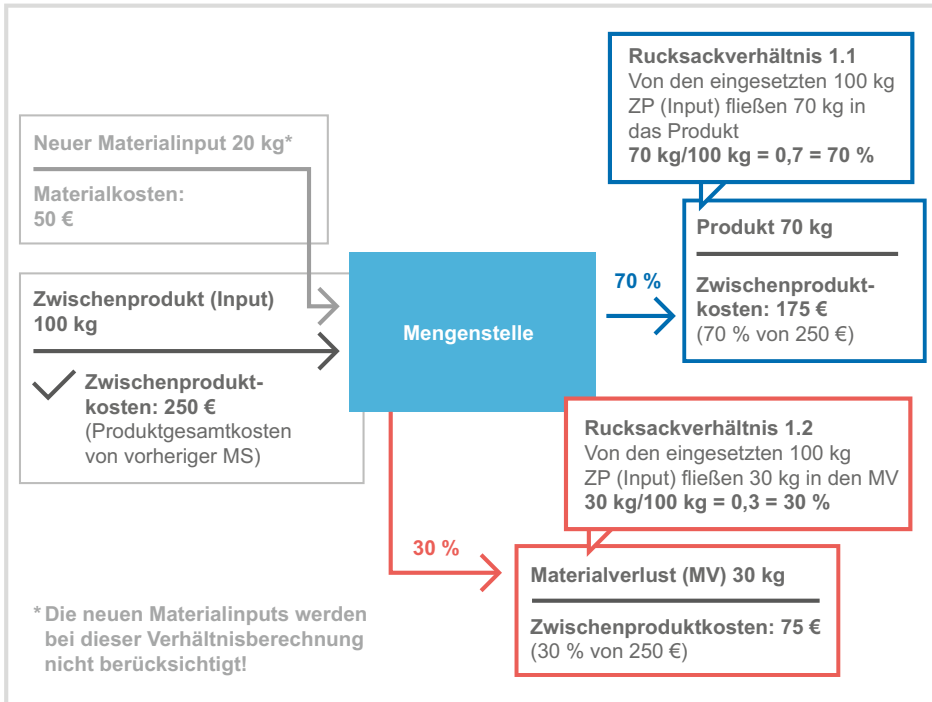 Rucksackverhältnis 1.1
Von den eingesetzten 100 kg
ZP (Input) fließen 70 kg in
das Produkt
70 kg/100 kg = 0,7 = 70 %
Neuer Materialinput 20 kg*
Materialkosten:
50 €
Produkt 70 kg
Zwischenprodukt-
kosten: 175 €
(70 % von 250 €)
70 %
Zwischenprodukt (Input)
100 kg
Mengenstelle
Zwischenprodukt-
kosten: 250 €
(Produktgesamtkosten
von vorheriger MS)
Rucksackverhältnis 1.2
Von den eingesetzten 100 kg
ZP (Input) fließen 30 kg in den MV
30 kg/100 kg = 0,3 = 30 %
30 %
Materialverlust (MV) 30 kg
Zwischenproduktkosten: 75 €
(30 % von 250 €)
* Die neuen Materialinputs werden
bei dieser Verhältnisberechnung
nicht berücksichtigt!